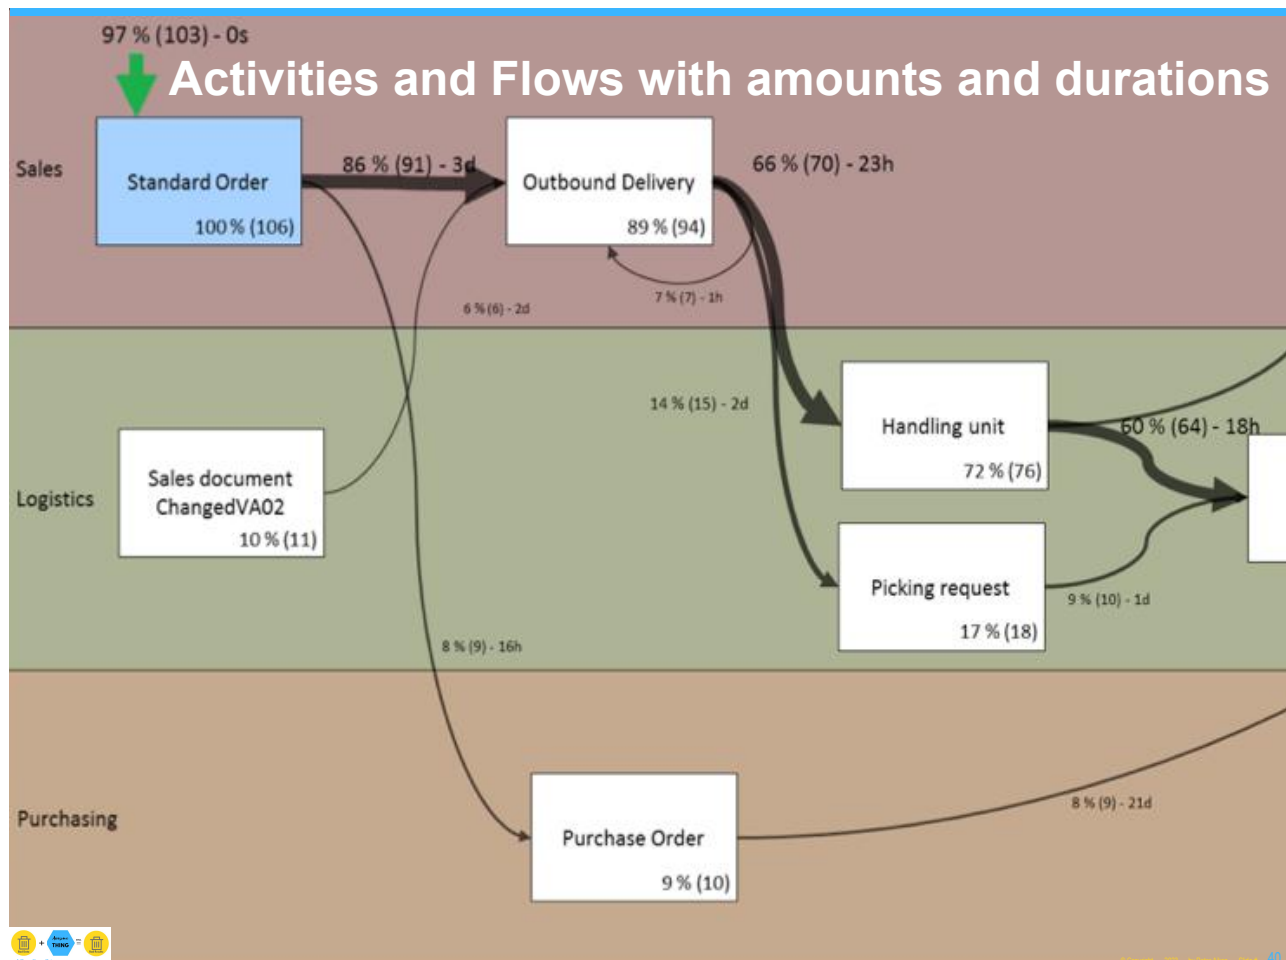 97 % (103) - 0s
Activities and Flows with amounts and durations
Sales
Standard Order
100 % (106)
86 % (91) - 3d
Outbound Delivery
89 % (94)
66 % (70) - 23h
7 % (7) - 1h
6 % (6) - 2d
14 % (15) - 2d
Handling unit
72 % (76)
60 % (64) - 18h
Logistics
Sales document
ChangedVA02
10 % (11)
Picking request
17 % (18)
9 % (10) - 1d
8 % (9) - 16h
Purchasing
Purchase Order
9 % (10)
8 % (9) - 21d
THING
40